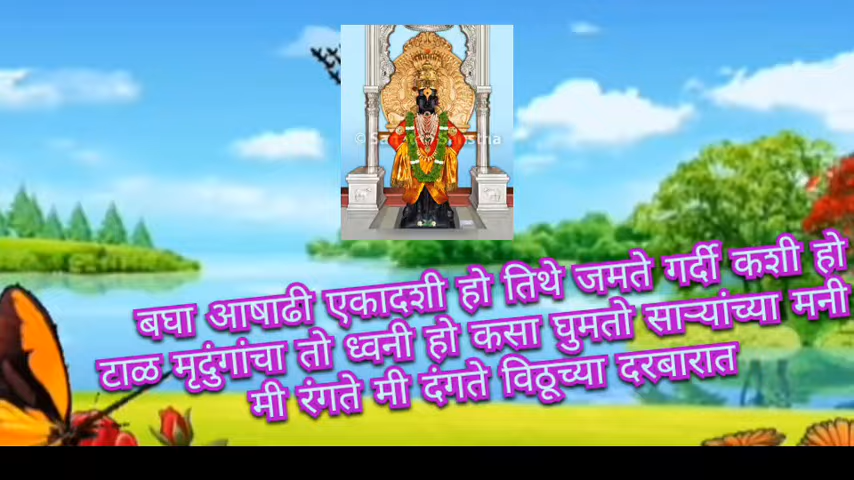 बघा आषाढी एकादशी हो तिथे जमते गर्दी कशी हो
टाळ मृदुंगांचा तो ध्वनी हो कसा घुमतो साऱ्यांच्या मनी
मी रंगते मी दंगते विठूच्या दरबारात